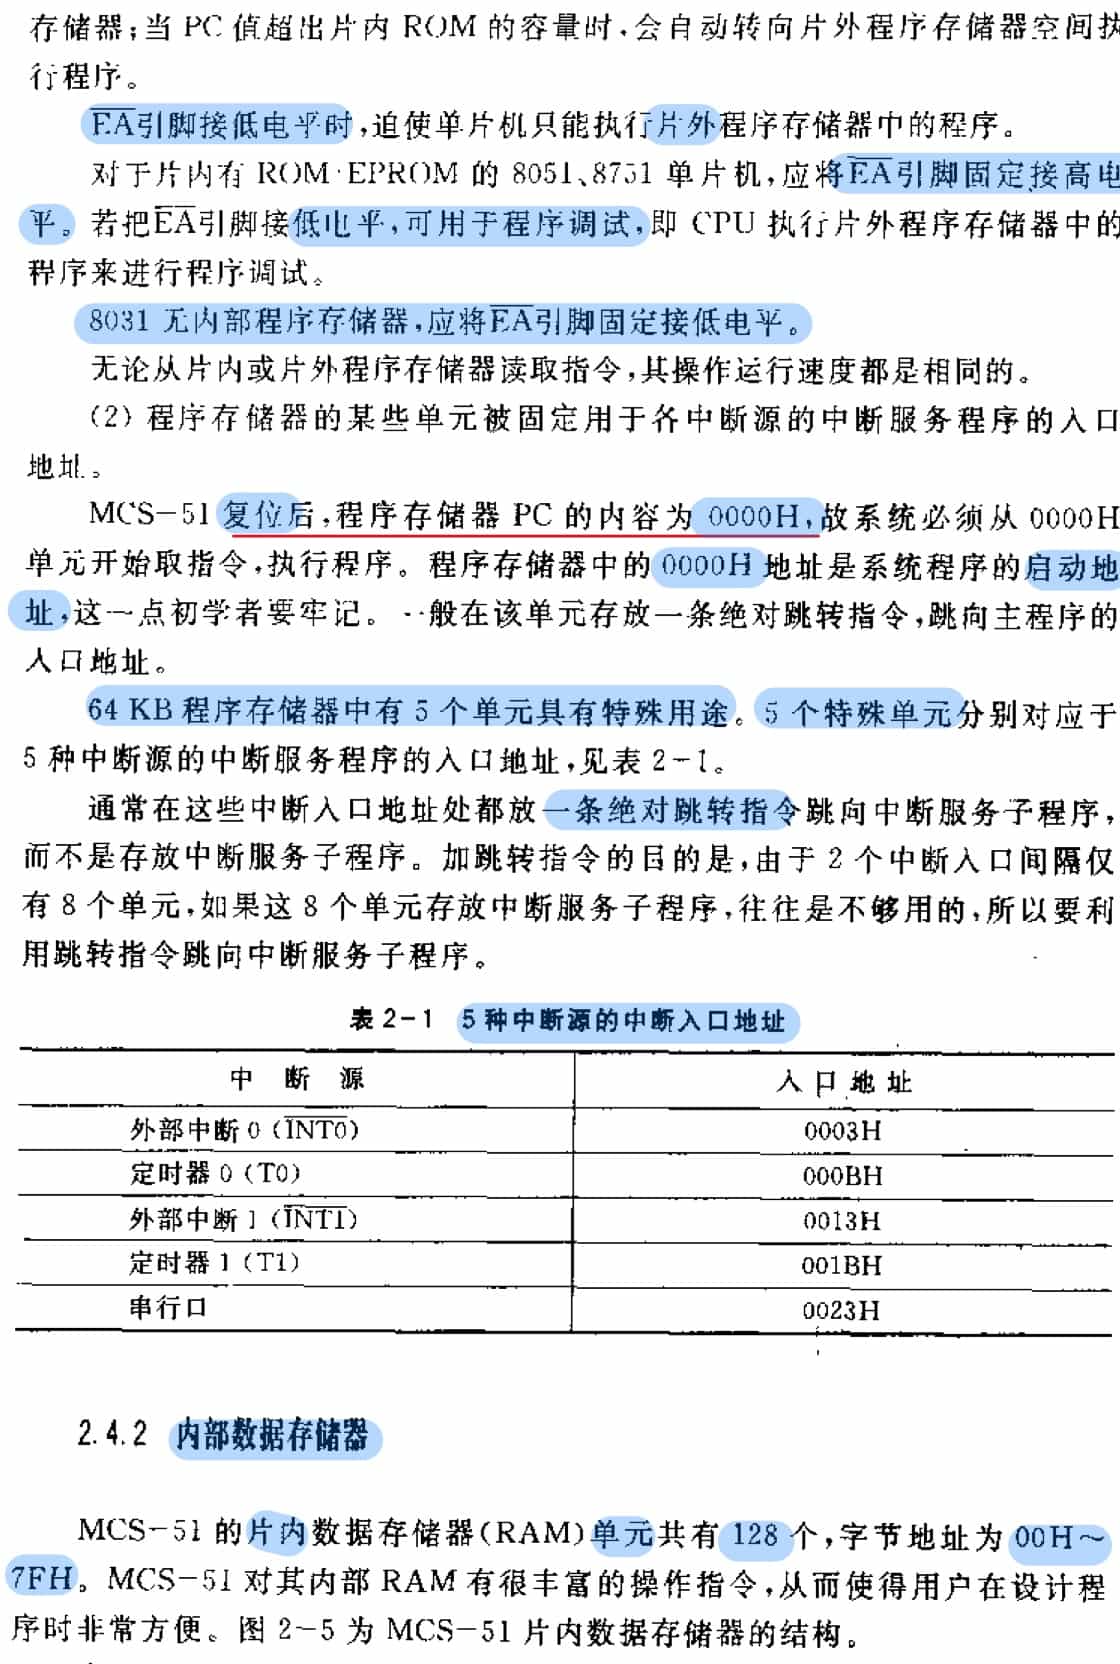 存储器;当 PC 值超出片内 ROM 的容量时,会自动转向片外程序存储器空间执
行程序。
EA引脚接低电平时,迫使单片机只能执行片外程序存储器中的程序。
对于片内有 ROM·EPROM 的 8051、8751 单片机,应将EA引脚固定接高电
平。若把EA引脚接低电平,可用于程序调试,即 CPU 执行片外程序存储器中的
程序来进行程序调试。
8031 无内部程序存储器,应将EA引脚固定接低电平。
无论从片内或片外程序存储器读取指令,其操作运行速度都是相同的。
(2) 程序存储器的某些单元被固定用于各中断源的中断服务程序的入口
地址。
MCS-51 复位后,程序存储器 PC 的内容为 0000H,故系统必须从 0000H
单元开始取指令,执行程序。程序存储器中的 0000H 地址是系统程序的启动地
址,这一点初学者要牢记。一般在该单元存放一条绝对跳转指令,跳向主程序的
入口地址。
64 KB 程序存储器中有 5 个单元具有特殊用途。5 个特殊单元分别对应于
5 种中断源的中断服务程序的入口地址,见表 2-1。
通常在这些中断入口地址处都放一条绝对跳转指令跳向中断服务子程序,
而不是存放中断服务子程序。加跳转指令的目的是,由于 2 个中断入口间隔仅
有 8 个单元,如果这 8 个单元存放中断服务子程序,往往是不够用的,所以要利
用跳转指令跳向中断服务子程序。
表 2-1 5 种中断源的中断入口地址
中 断 源 入 口 地 址
外部中断 0 (INT0) 0003H
定时器 0 (T0) 000BH
外部中断 1 (INT1) 0013H
定时器 1 (T1) 001BH
串行口 0023H
2.4.2 内部数据存储器
MCS-51 的片内数据存储器(RAM)单元共有 128 个,字节地址为 00H~
7FH。MCS-51 对其内部 RAM 有很丰富的操作指令,从而使得用户在设计程
序时非常方便。图 2-5 为 MCS-51 片内数据存储器的结构。